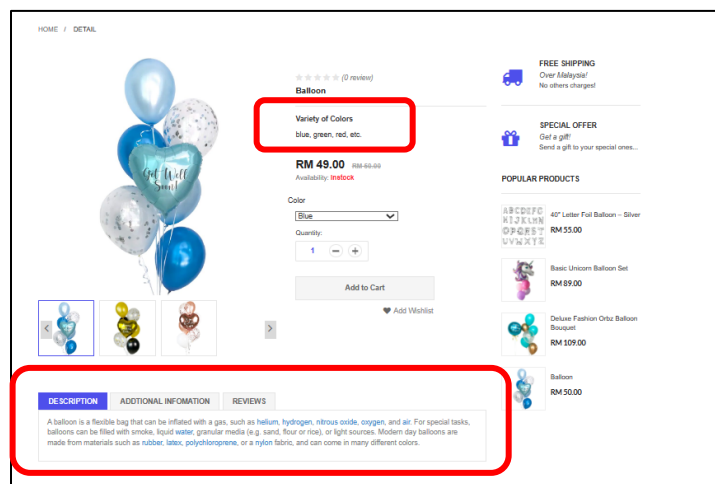 HOME / DETAIL
(0 review)
Balloon
Variety of Colors
blue, green, red, etc.
RM 49.00 RM 50.00
Availability: Instock
Color
Blue
Quantity:
1
Add to Cart
Add Wishlist
Get Well
Soon!
FREE SHIPPING
Over Malaysia!
No others charges!
SPECIAL OFFER
Get a gift!
Send a gift to your special ones...
POPULAR PRODUCTS
ABCDEFG
HIJKLMN
OPQRST
UVWXYZ
40" Letter Foil Balloon – Silver
RM 55.00
Basic Unicorn Balloon Set
RM 89.00
Deluxe Fashion Orbz Balloon
Bouquet
RM 109.00
Balloon
RM 50.00
DESCRIPTION ADDTIONAL INFOMATION REVIEWS
A balloon is a flexible bag that can be inflated with a gas, such as helium, hydrogen, nitrous oxide, oxygen, and air. For special tasks,
balloons can be filled with smoke, liquid water, granular media (e.g. sand, flour or rice), or light sources. Modern day balloons are
made from materials such as rubber, latex, polychloroprene, or a nylon fabric, and can come in many different colors.